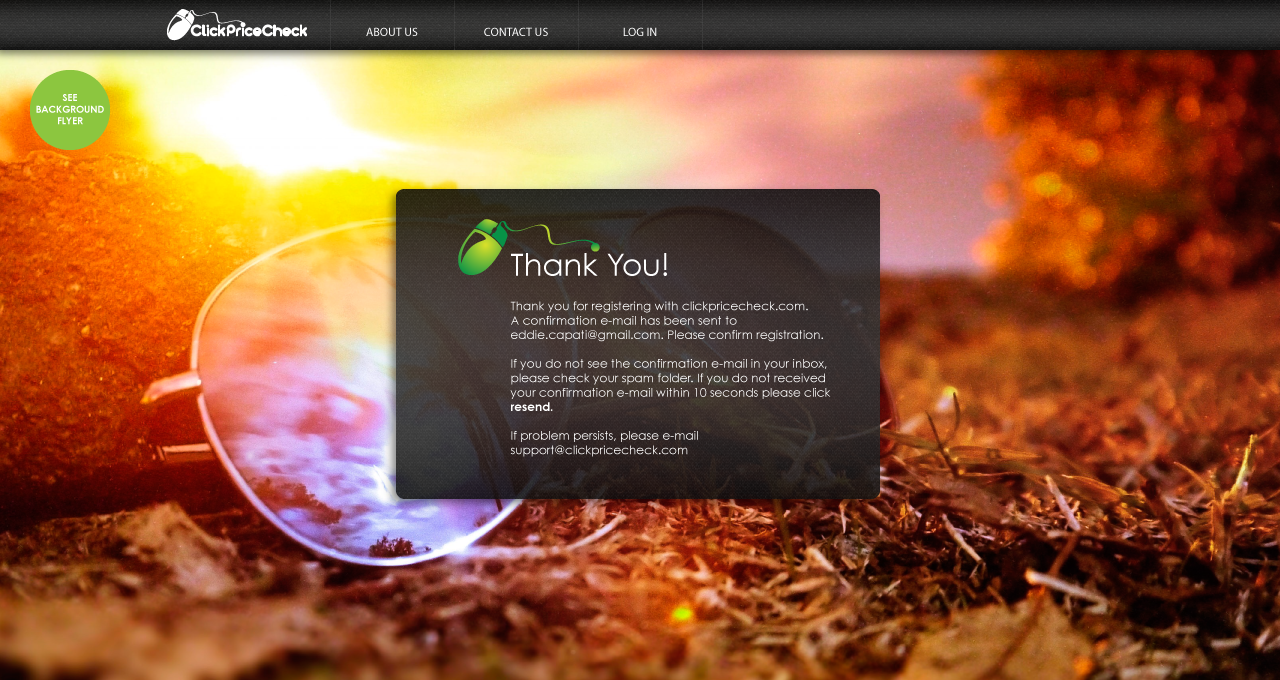 ClickPriceCheck
ABOUT US
CONTACT US
LOG IN
SEE
BACKGROUND
FLYER
Thank You!
Thank you for registering with clickpricecheck.com.
A confirmation e-mail has been sent to
eddie.capati@gmail.com. Please confirm registration.
If you do not see the confirmation e-mail in your inbox,
please check your spam folder. If you do not received
your confirmation e-mail within 10 seconds please click
resend.
If problem persists, please e-mail
support@clickpricecheck.com